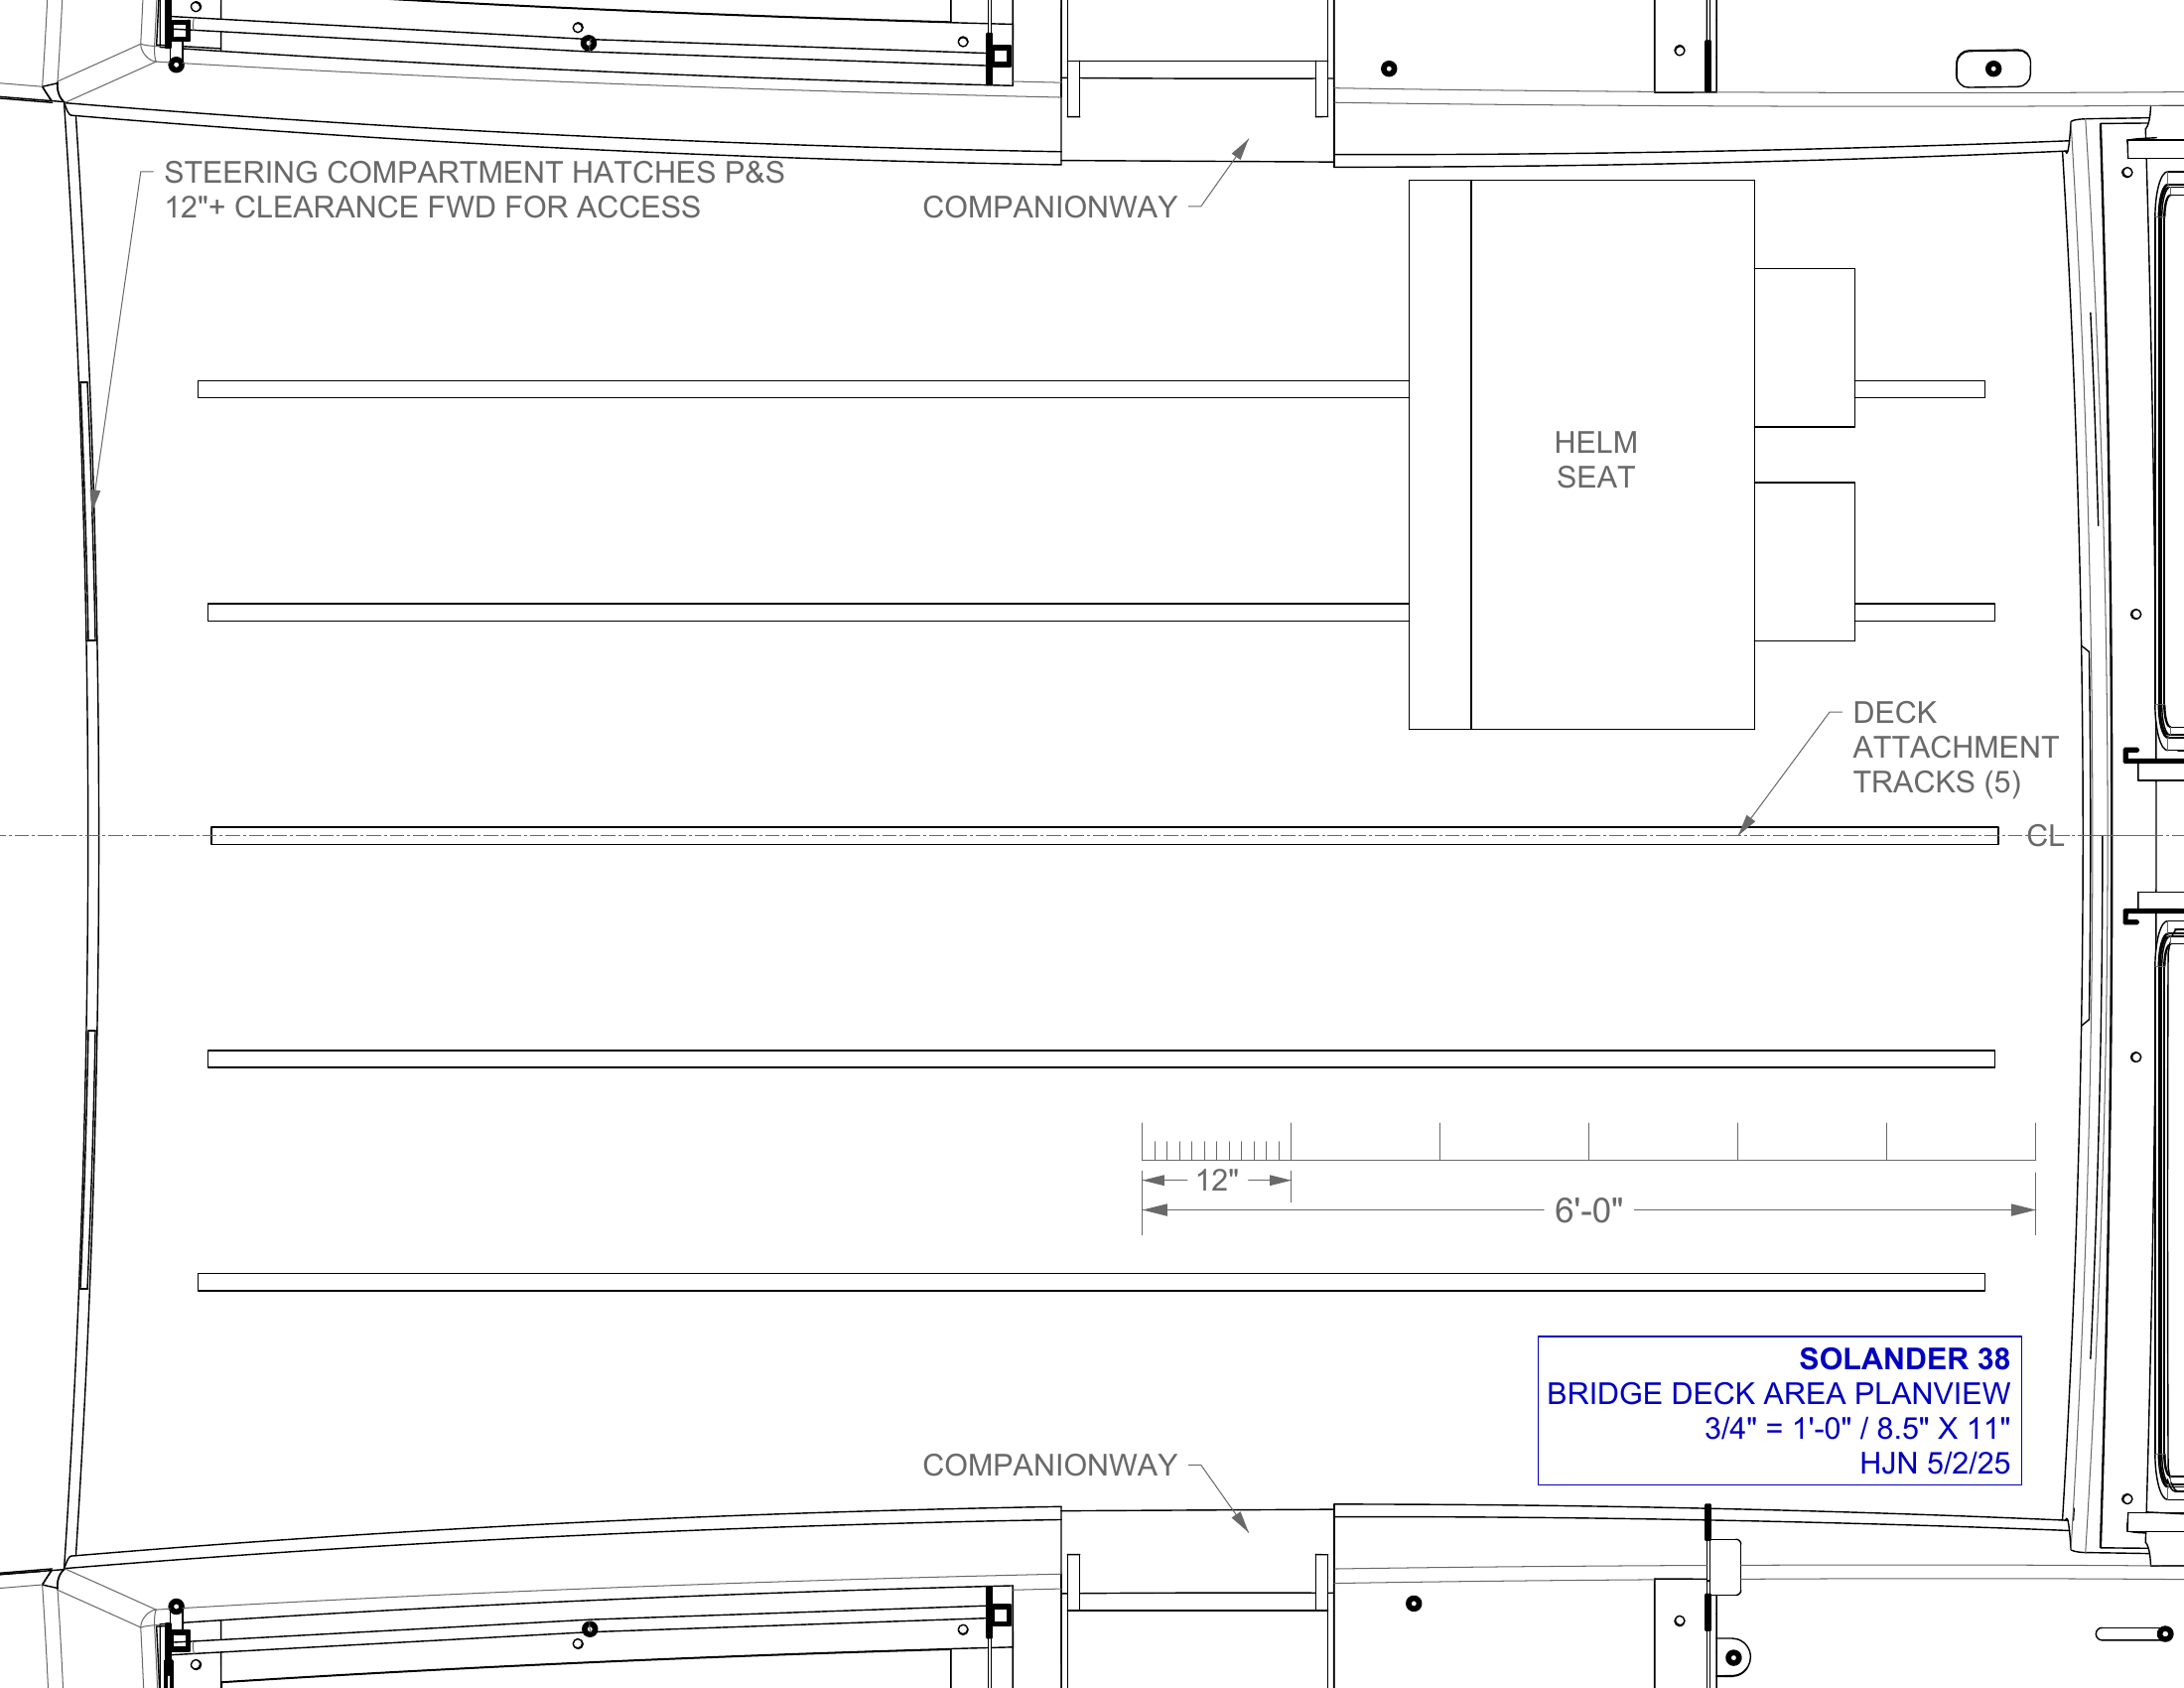 STEERING COMPARTMENT HATCHES P&S
12"+ CLEARANCE FWD FOR ACCESS
COMPANIONWAY
HELM
SEAT
DECK
ATTACHMENT
TRACKS (5)
CL
12"
6'-0"
SOLANDER 38
BRIDGE DECK AREA PLANVIEW
3/4" = 1'-0" / 8.5" X 11"
HJN 5/2/25
COMPANIONWAY